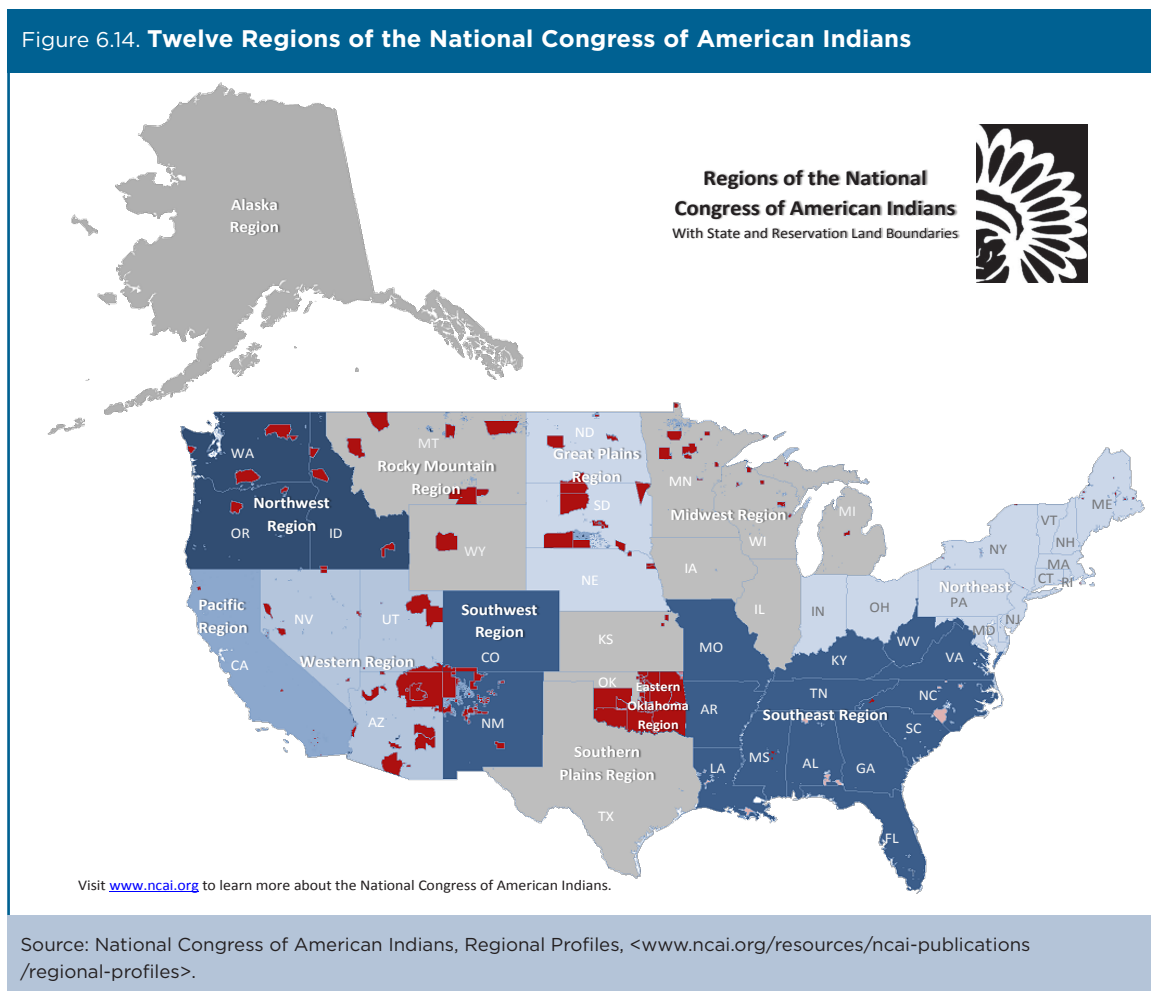 Figure 6.14. Twelve Regions of the National Congress of American Indians
Regions of the National
Congress of American Indians
With State and Reservation Land Boundaries
Alaska
Region
WA
Northwest
Region
OR
ID
MT
Rocky Mountain
Region
WY
ND
Great Plains
Region
SD
NE
MN
Midwest Region
WI
MI
IA
IL
IN
OH
ME
VT
NH
NY
MA
CT
RI
Northeast
PA
NJ
MD
Pacific
Region
CA
NV
UT
Western Region
AZ
Southwest
Region
CO
NM
KS
OK
Eastern
Oklahoma
Region
Southern
Plains Region
TX
MO
KY
WV
VA
AR
TN
NC
Southeast Region
SC
LA
MS
AL
GA
FL
Visit www.ncai.org to learn more about the National Congress of American Indians.
Source: National Congress of American Indians, Regional Profiles, <www.ncai.org/resources/ncai-publications
/regional-profiles>.